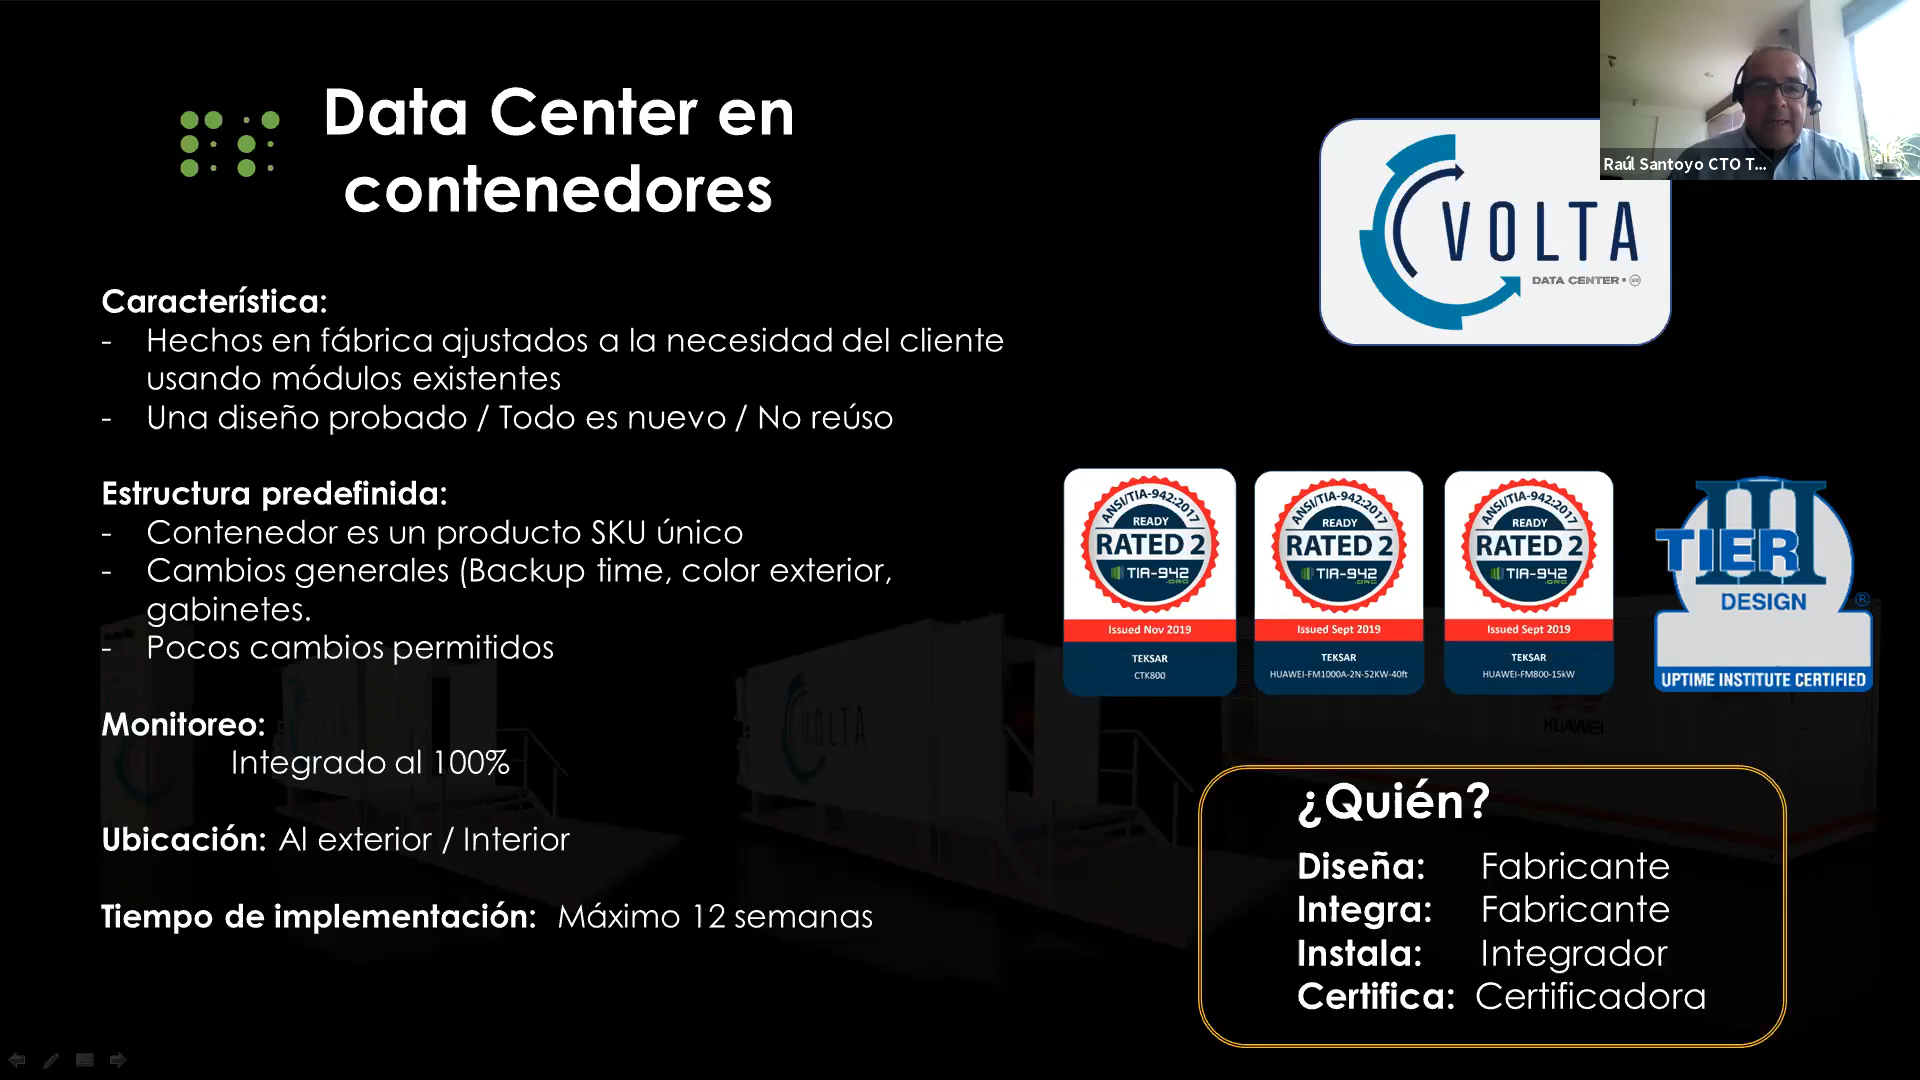 Data Center en
contenedores
Raúl Santoyo CTO T...
VOLTA
DATA CENTER
Característica:
- Hechos en fábrica ajustados a la necesidad del cliente
usando módulos existentes
- Una diseño probado / Todo es nuevo / No reúso
Estructura predefinida:
- Contenedor es un producto SKU único
- Cambios generales (Backup time, color exterior,
gabinetes.
- Pocos cambios permitidos
Monitoreo:
Integrado al 100%
Ubicación: Al exterior / Interior
Tiempo de implementación: Máximo 12 semanas
ANSI/TIA-942:2017
READY
RATED 2
TIA-942
.ORG
Issued Nov 2019
TEKSAR
CTK800
ANSI/TIA-942:2017
READY
RATED 2
TIA-942
.ORG
Issued Sept 2019
TEKSAR
HUAWEI-FM1000A-2N-52KW-40ft
ANSI/TIA-942:2017
READY
RATED 2
TIA-942
.ORG
Issued Sept 2019
TEKSAR
HUAWEI-FM800-15kW
III
TIER
DESIGN ®
UPTIME INSTITUTE CERTIFIED
VOLTA
HUAWEI
¿Quién?
Diseña: Fabricante
Integra: Fabricante
Instala: Integrador
Certifica: Certificadora